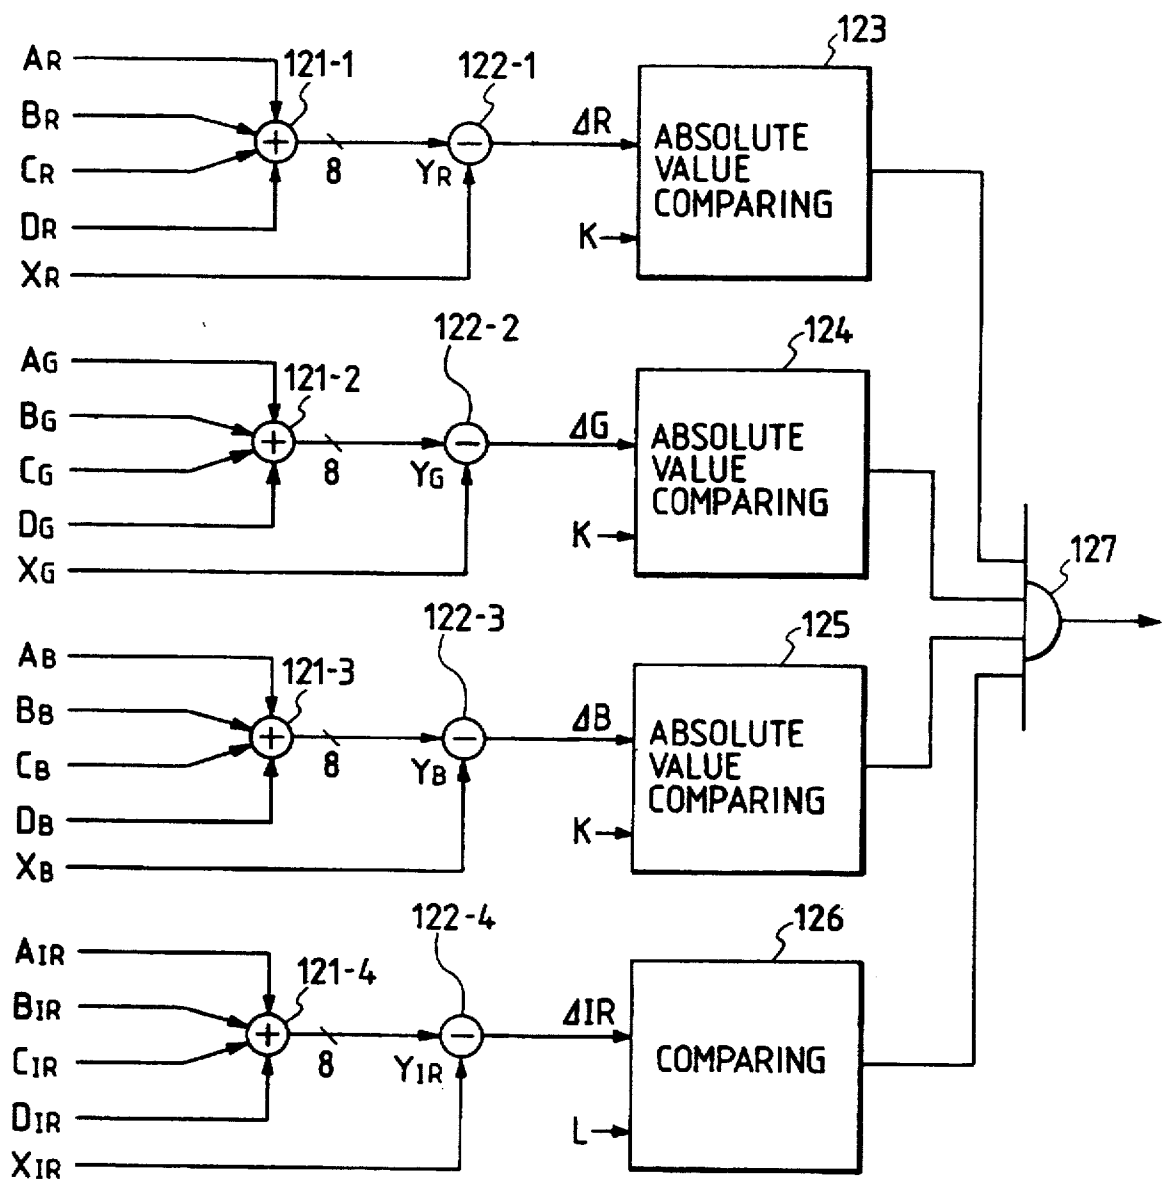 123
AR
121-1
122-1
BR
ΔR
ABSOLUTE
VALUE
COMPARING
CR
8
YR
DR
K
XR
122-2
124
AG
121-2
BG
ΔG
ABSOLUTE
VALUE
COMPARING
CG
8
YG
DG
K
127
XG
122-3
125
AB
121-3
BB
ΔB
ABSOLUTE
VALUE
COMPARING
CB
8
YB
DB
K
XB
122-4
126
AIR
121-4
BIR
ΔIR
COMPARING
CIR
8
YIR
DIR
L
XIR